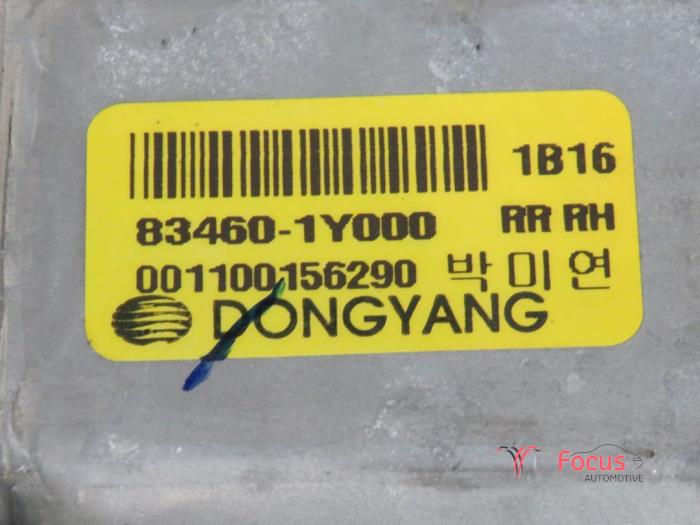 1B16
83460-1Y000 RR RH
001100156290 박미연
DONGYANG
Focus
AUTOMOTIVE